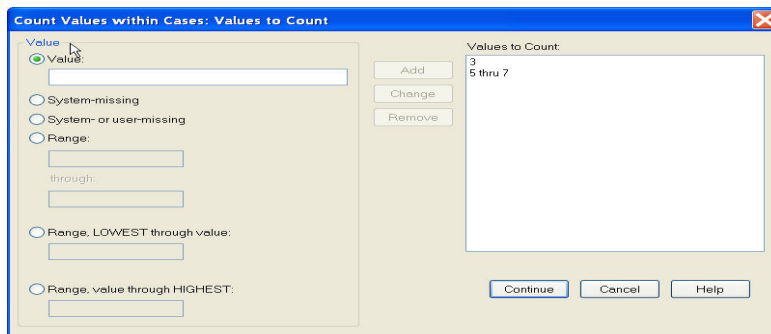 Count Values within Cases: Values to Count
Value
Value:
System-missing
System- or user-missing
Range:
through:
Range, LOWEST through value:
Range, value through HIGHEST:
Add
Change
Remove
Values to Count:
3
5 thru 7
Continue
Cancel
Help